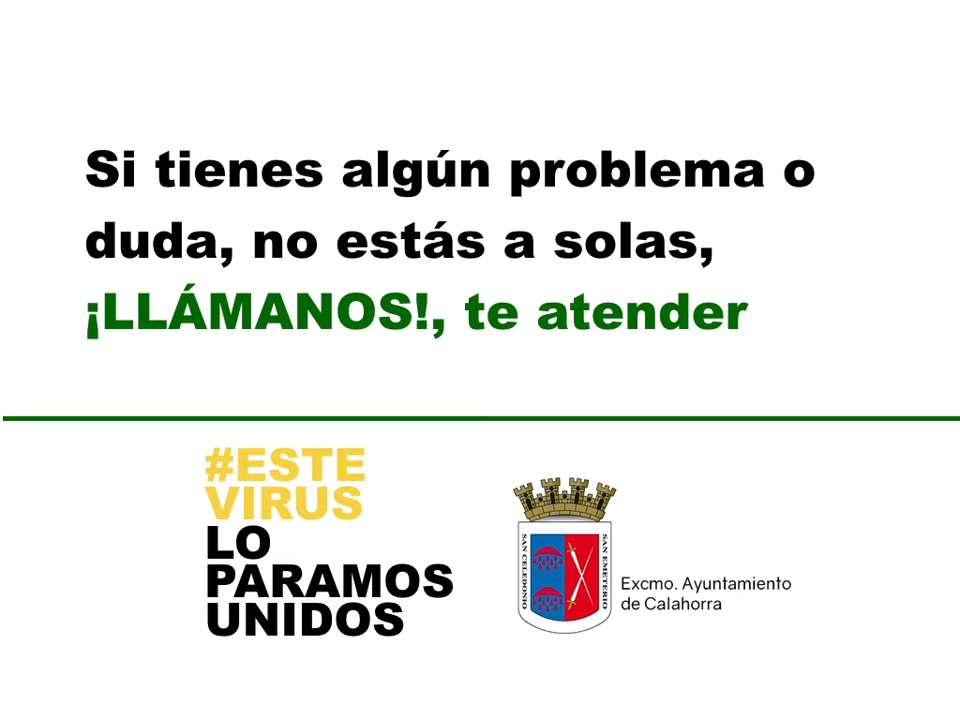 Si tienes algún problema o
duda, no estás a solas,
¡LLÁMANOS!, te atender
#ESTE
VIRUS
LO
PARAMOS
UNIDOS
SAN CELEDONIO
SAN EMETERIO
Excmo. Ayuntamiento
de Calahorra